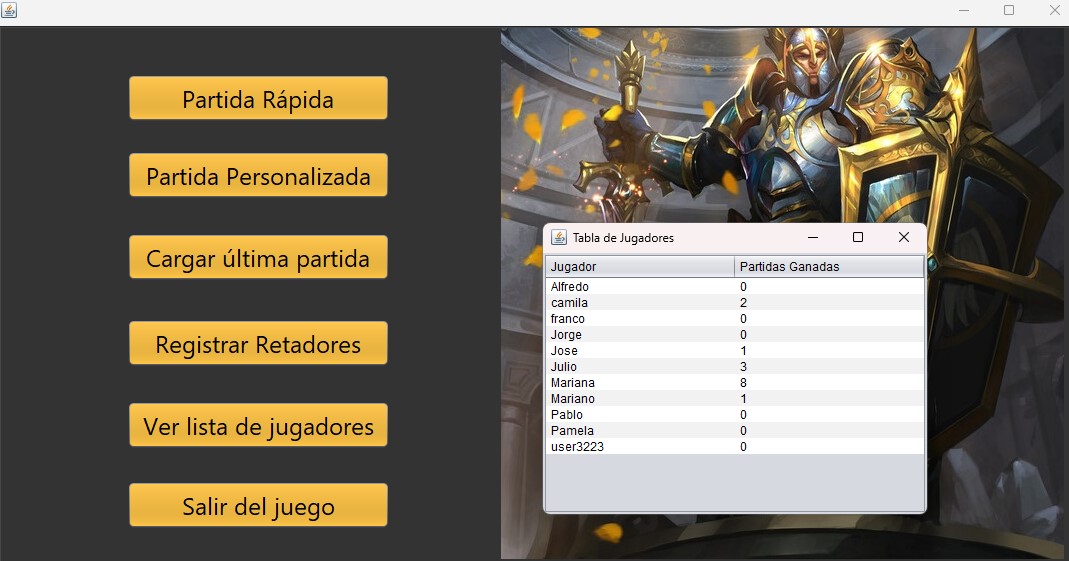 Partida Rápida
Partida Personalizada
Cargar última partida
Registrar Retadores
Ver lista de jugadores
Salir del juego
Tabla de Jugadores
Jugador Partidas Ganadas
Alfredo 0
camila 2
franco 0
Jorge 0
Jose 1
Julio 3
Mariana 8
Mariano 1
Pablo 0
Pamela 0
user3223 0